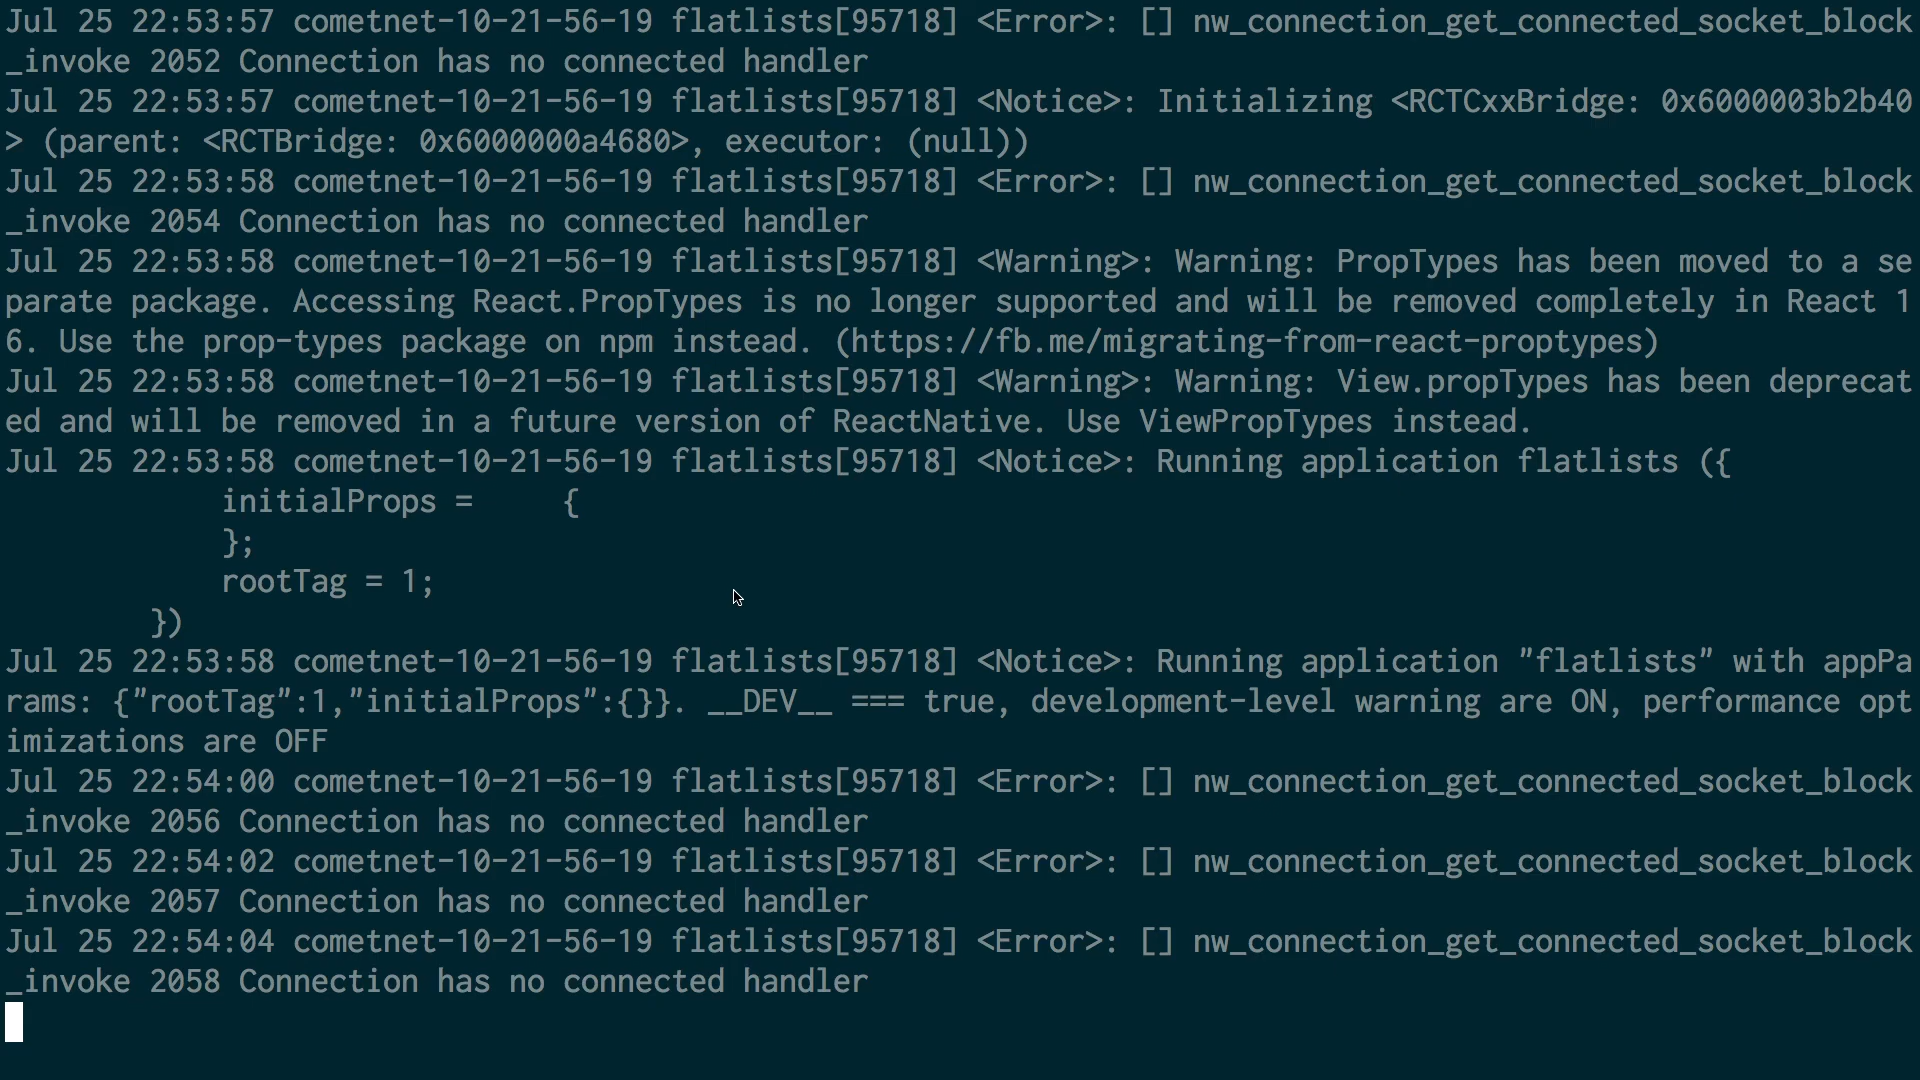 Jul 25 22:53:57 cometnet-10-21-56-19 flatlists[95718] <Error>: [] nw_connection_get_connected_socket_block
_invoke 2052 Connection has no connected handler
Jul 25 22:53:57 cometnet-10-21-56-19 flatlists[95718] <Notice>: Initializing <RCTCxxBridge: 0x6000003b2b40
> (parent: <RCTBridge: 0x6000000a4680>, executor: (null))
Jul 25 22:53:58 cometnet-10-21-56-19 flatlists[95718] <Error>: [] nw_connection_get_connected_socket_block
_invoke 2054 Connection has no connected handler
Jul 25 22:53:58 cometnet-10-21-56-19 flatlists[95718] <Warning>: Warning: PropTypes has been moved to a se
parate package. Accessing React.PropTypes is no longer supported and will be removed completely in React 1
6. Use the prop-types package on npm instead. (https://fb.me/migrating-from-react-proptypes)
Jul 25 22:53:58 cometnet-10-21-56-19 flatlists[95718] <Warning>: Warning: View.propTypes has been deprecat
ed and will be removed in a future version of ReactNative. Use ViewPropTypes instead.
Jul 25 22:53:58 cometnet-10-21-56-19 flatlists[95718] <Notice>: Running application flatlists ({
            initialProps =     {
            };
            rootTag = 1;
        })
Jul 25 22:53:58 cometnet-10-21-56-19 flatlists[95718] <Notice>: Running application "flatlists" with appPa
rams: {"rootTag":1,"initialProps":{}}. __DEV__ === true, development-level warning are ON, performance opt
imizations are OFF
Jul 25 22:54:00 cometnet-10-21-56-19 flatlists[95718] <Error>: [] nw_connection_get_connected_socket_block
_invoke 2056 Connection has no connected handler
Jul 25 22:54:02 cometnet-10-21-56-19 flatlists[95718] <Error>: [] nw_connection_get_connected_socket_block
_invoke 2057 Connection has no connected handler
Jul 25 22:54:04 cometnet-10-21-56-19 flatlists[95718] <Error>: [] nw_connection_get_connected_socket_block
_invoke 2058 Connection has no connected handler